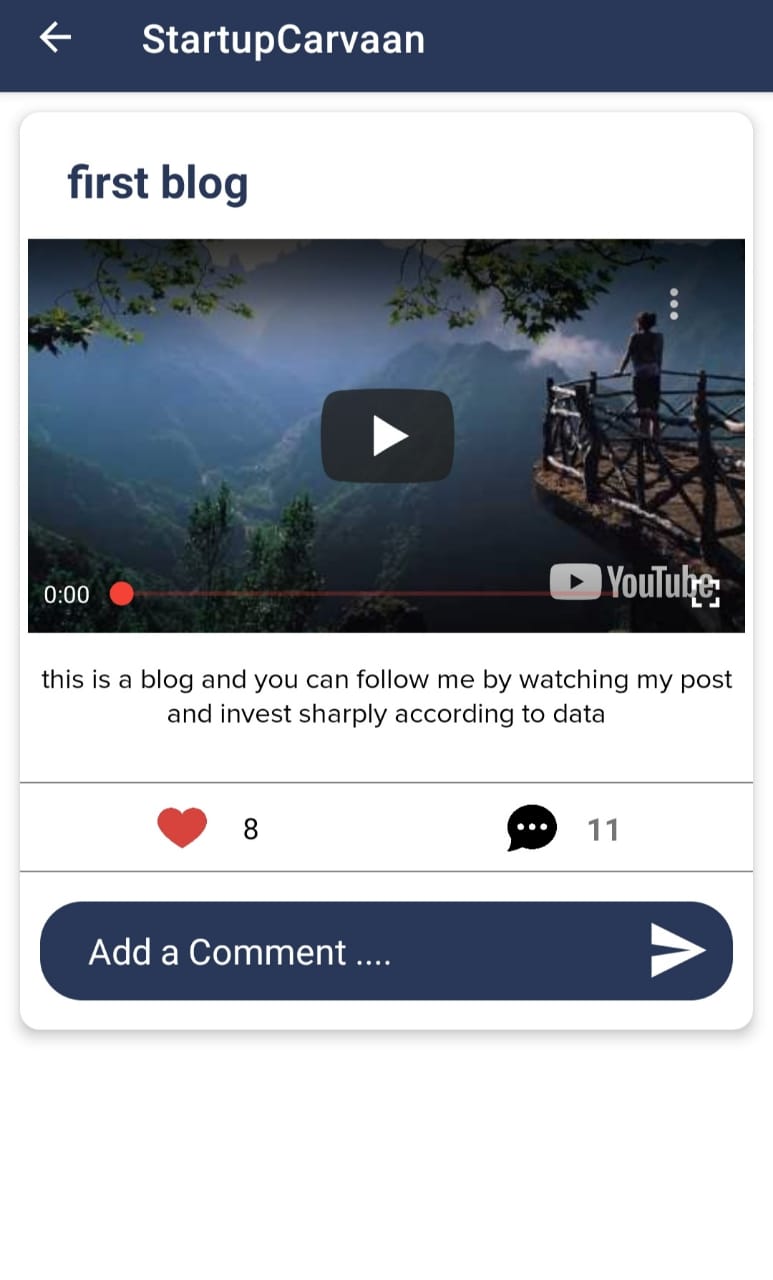 StartupCarvaan
first blog
0:00
YouTube
this is a blog and you can follow me by watching my post
and invest sharply according to data
8
11
Add a Comment ....